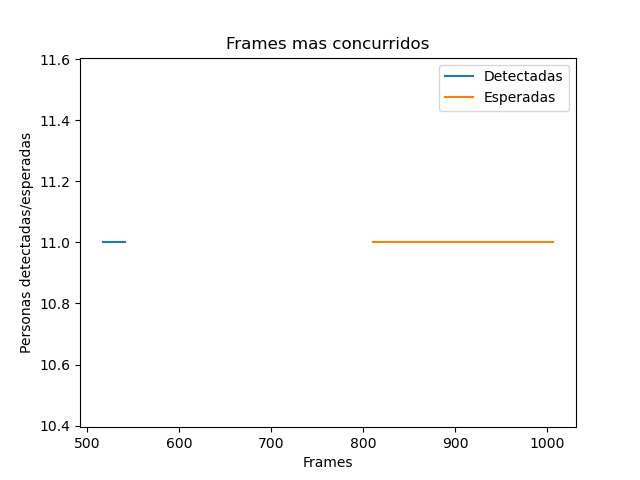 Frames mas concurridos
Detectadas
Esperadas
Personas detectadas/esperadas
11.6
11.4
11.2
11.0
10.8
10.6
10.4
500 600 700 800 900 1000
Frames